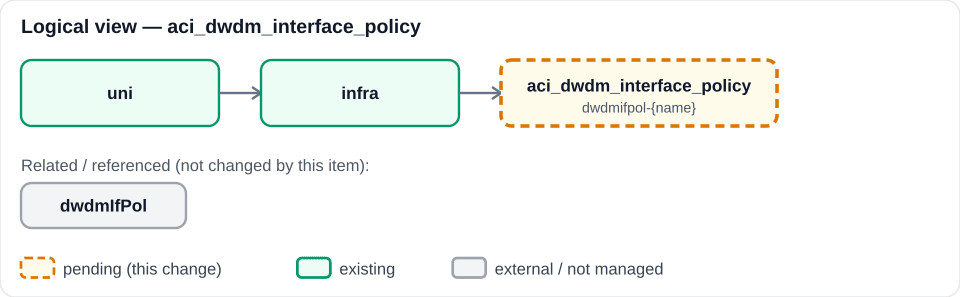 Logical view — aci_dwdm_interface_policy
uni
infra
aci_dwdm_interface_policy
dwdmifpol-{name}
Related / referenced (not changed by this item):
dwdmIfPol
pending (this change)
existing
external / not managed